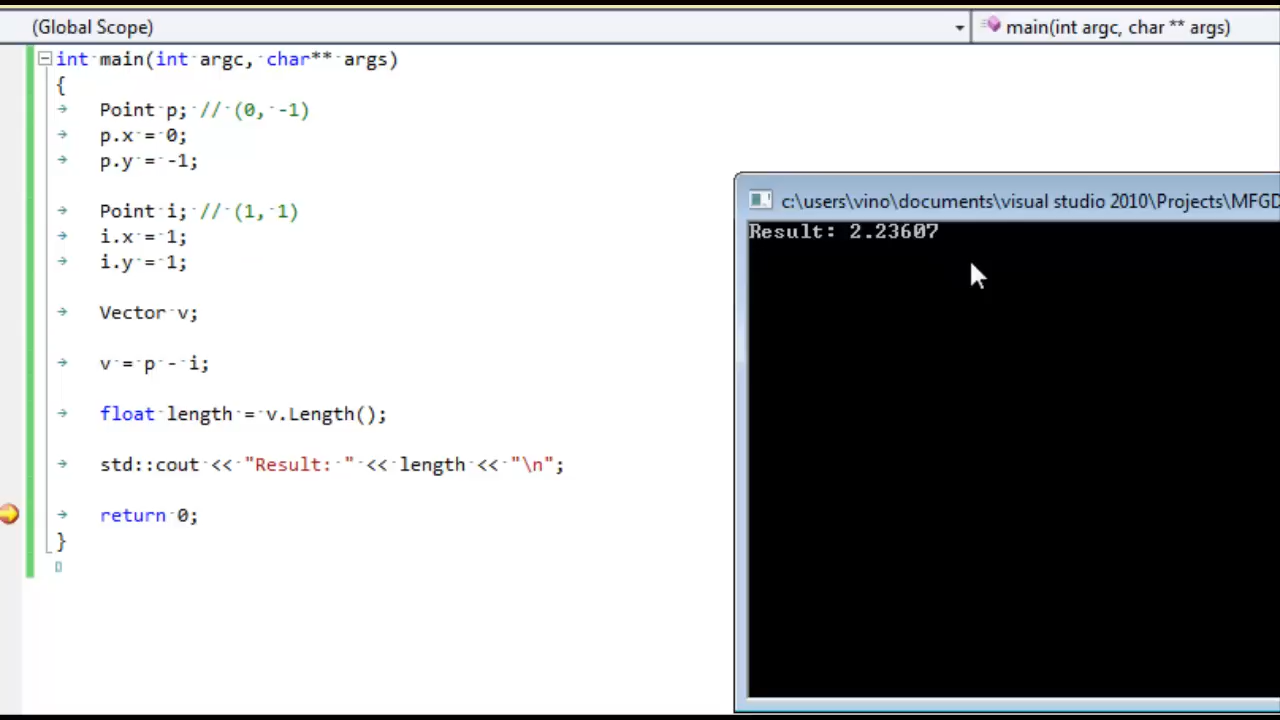 (Global Scope)
main(int argc, char ** args)
int main(int argc, char** args)
{
Point p; // (0, -1)
p.x = 0;
p.y = -1;
Point i; // (1, 1)
i.x = 1;
i.y = 1;
Vector v;
v = p - i;
float length = v.Length();
std::cout << "Result: " << length << "\n";
return 0;
}
c:\users\vino\documents\visual studio 2010\Projects\MFGD
Result: 2.23607